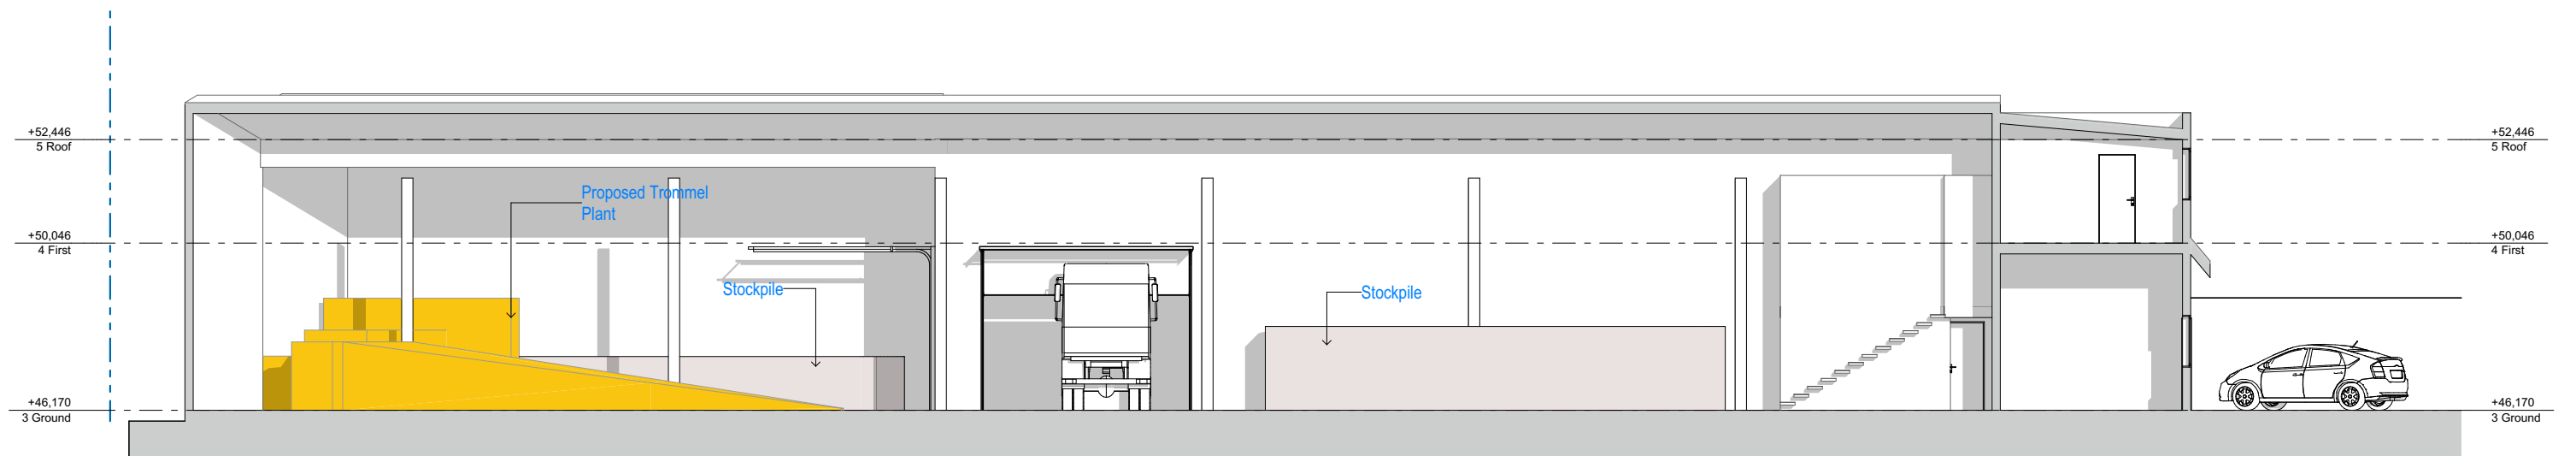 +52,446
5 Roof
+52,446
5 Roof
Proposed Trommel
Plant
+50,046
4 First
+50,046
4 First
Stockpile
Stockpile
+46,170
3 Ground
+46,170
3 Ground